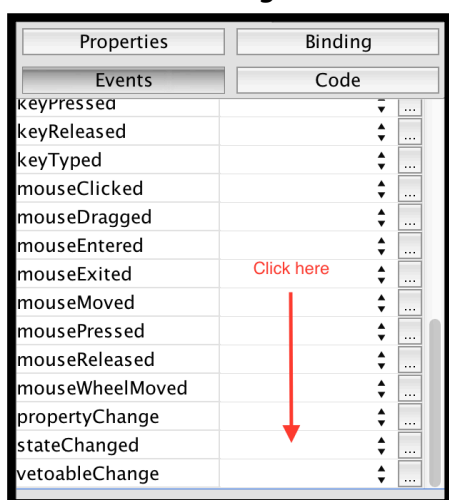 Properties Binding
Events Code
keyPressed ...
keyReleased ...
keyTyped ...
mouseClicked ...
mouseDragged ...
mouseEntered ...
mouseExited Click here ...
mouseMoved ...
mousePressed ...
mouseReleased ...
mouseWheelMoved ...
propertyChange ...
stateChanged ...
vetoableChange ...